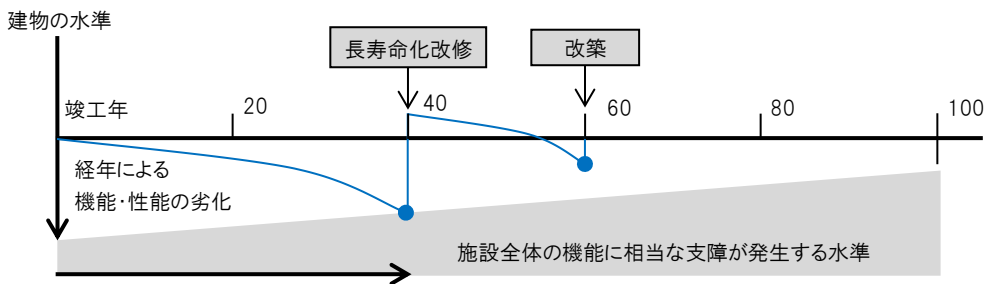 建物の水準
長寿命化改修
改築
竣工年
20
40
60
80
100
経年による
機能・性能の劣化
施設全体の機能に相当な支障が発生する水準